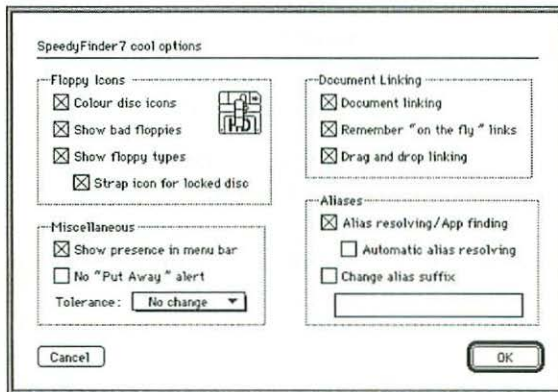 SpeedyFinder7 cool options
Floppy Icons
Colour disc icons
Show bad floppies
Show floppy types
Strap icon for locked disc
HD
Miscellaneous
Show presence in menu bar
No "Put Away" alert
Tolerance: No change
Document Linking
Document linking
Remember "on the fly" links
Drag and drop linking
Aliases
Alias resolving/App finding
Automatic alias resolving
Change alias suffix
Cancel
OK